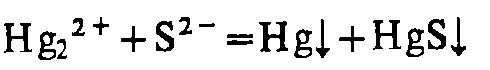 Hg₂²⁺ + S²⁻ = Hg↓ + HgS↓